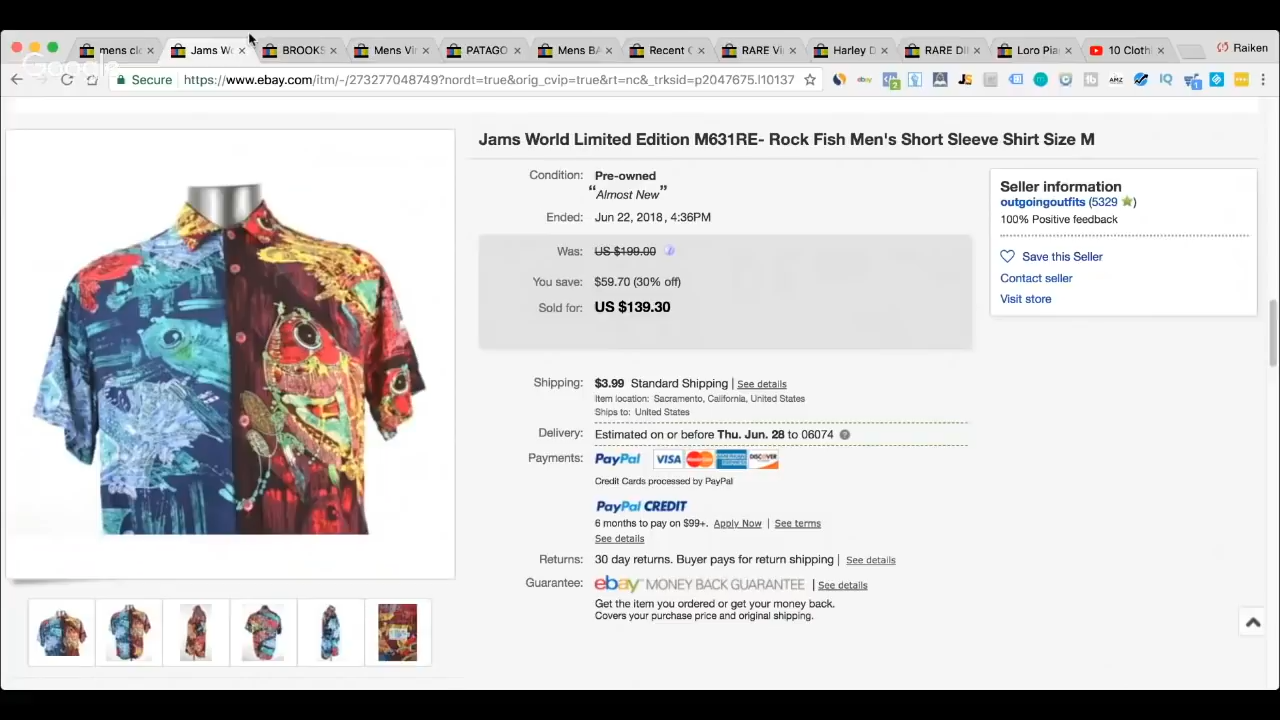 mens clo
Jams Wo
BROOKS
Mens Vi
PATAGO
Mens BA
Recent
RARE Vi
Harley D
RARE DI
Loro Pia
10 Cloth
Raiken
Google
Secure
https://www.ebay.com/itm/-/273277048749?nordt=true&orig_cvip=true&rt=nc&_trksid=p2047675.l10137
Jams World Limited Edition M631RE- Rock Fish Men's Short Sleeve Shirt Size M
Condition: Pre-owned
“Almost New”
Ended: Jun 22, 2018 , 4:36PM
Was: US $199.00
You save: $59.70 (30% off)
Sold for: US $139.30
Shipping: $3.99 Standard Shipping | See details
Item location: Sacramento, California, United States
Ships to: United States
Delivery: Estimated on or before Thu. Jun. 28 to 06074
Payments: PayPal VISA MasterCard DISCOVER
Credit Cards processed by PayPal
PayPal CREDIT
6 months to pay on $99+. Apply Now | See terms
See details
Returns: 30 day returns. Buyer pays for return shipping | See details
Guarantee: ebay MONEY BACK GUARANTEE | See details
Get the item you ordered or get your money back.
Covers your purchase price and original shipping.
Seller information
outgoingoutfits (5329 ★)
100% Positive feedback
Save this Seller
Contact seller
Visit store